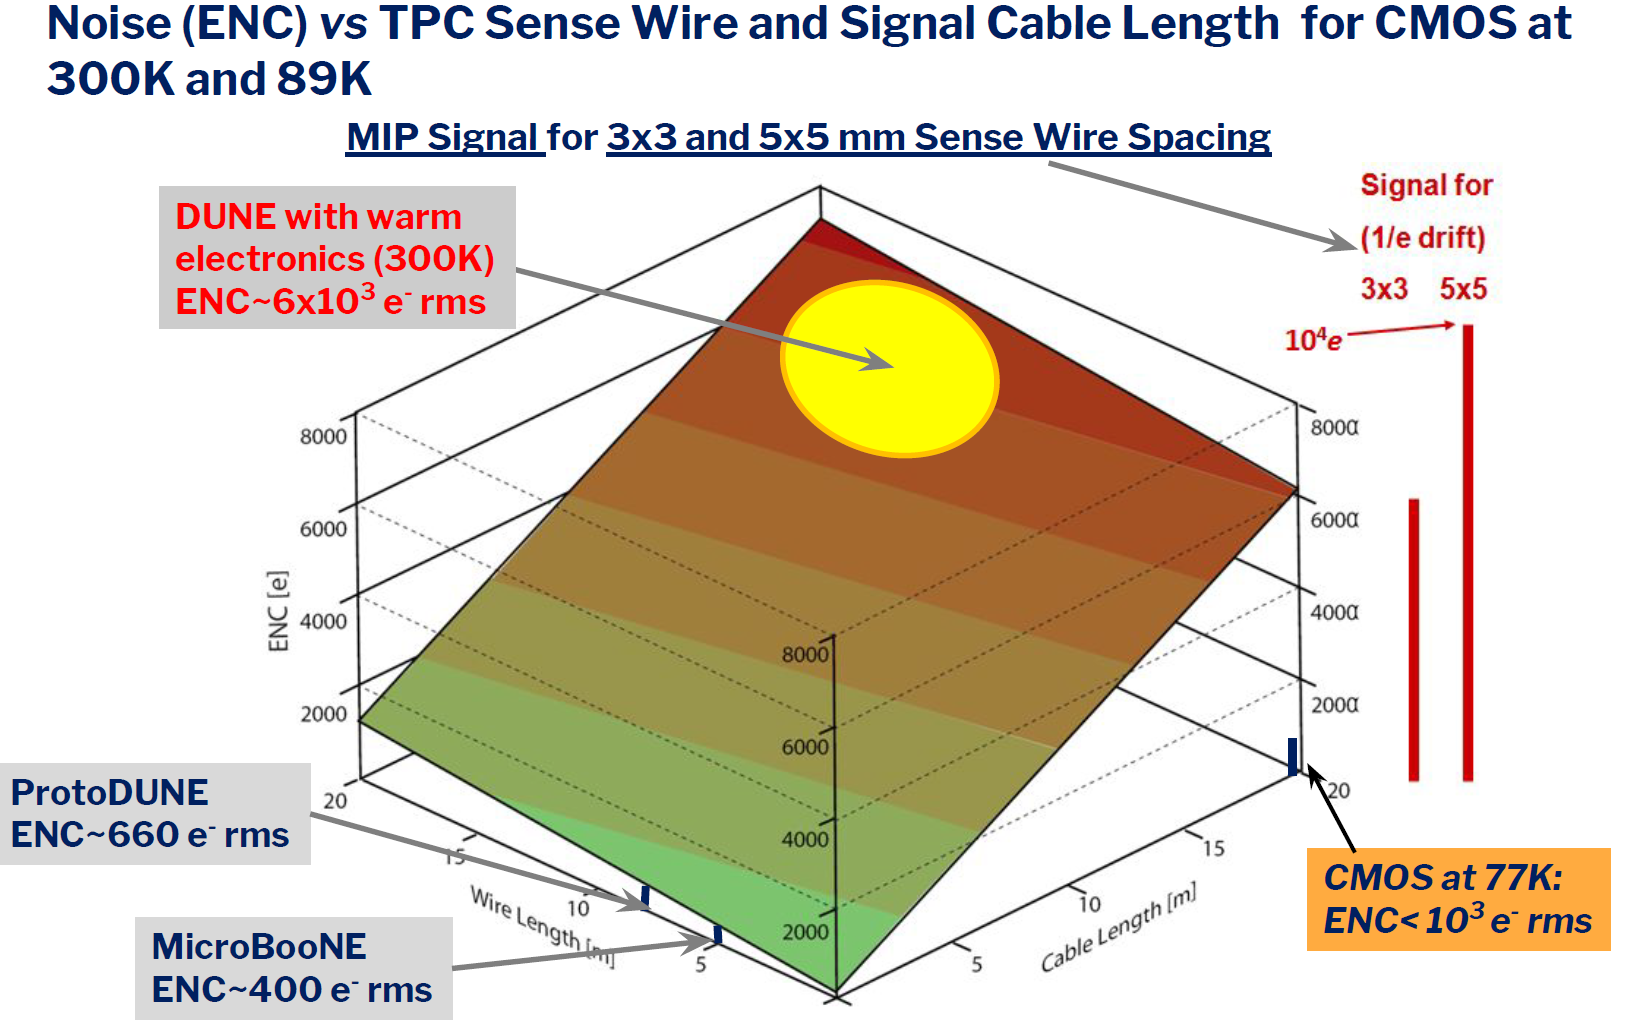 Noise (ENC) vs TPC Sense Wire and Signal Cable Length for CMOS at
300K and 89K
MIP Signal for 3x3 and 5x5 mm Sense Wire Spacing
DUNE with warm
electronics (300K)
ENC~6x10³ e⁻ rms
Signal for
(1/e drift)
3x3 5x5
10⁴e
8000
6000
4000
2000
ENC [e]
20
15
10
5
Wire Length [m]
8000
6000
4000
2000
5
10
15
20
Cable Length [m]
8000
6000
4000
2000
ProtoDUNE
ENC~660 e⁻ rms
MicroBooNE
ENC~400 e⁻ rms
CMOS at 77K:
ENC< 10³ e⁻ rms